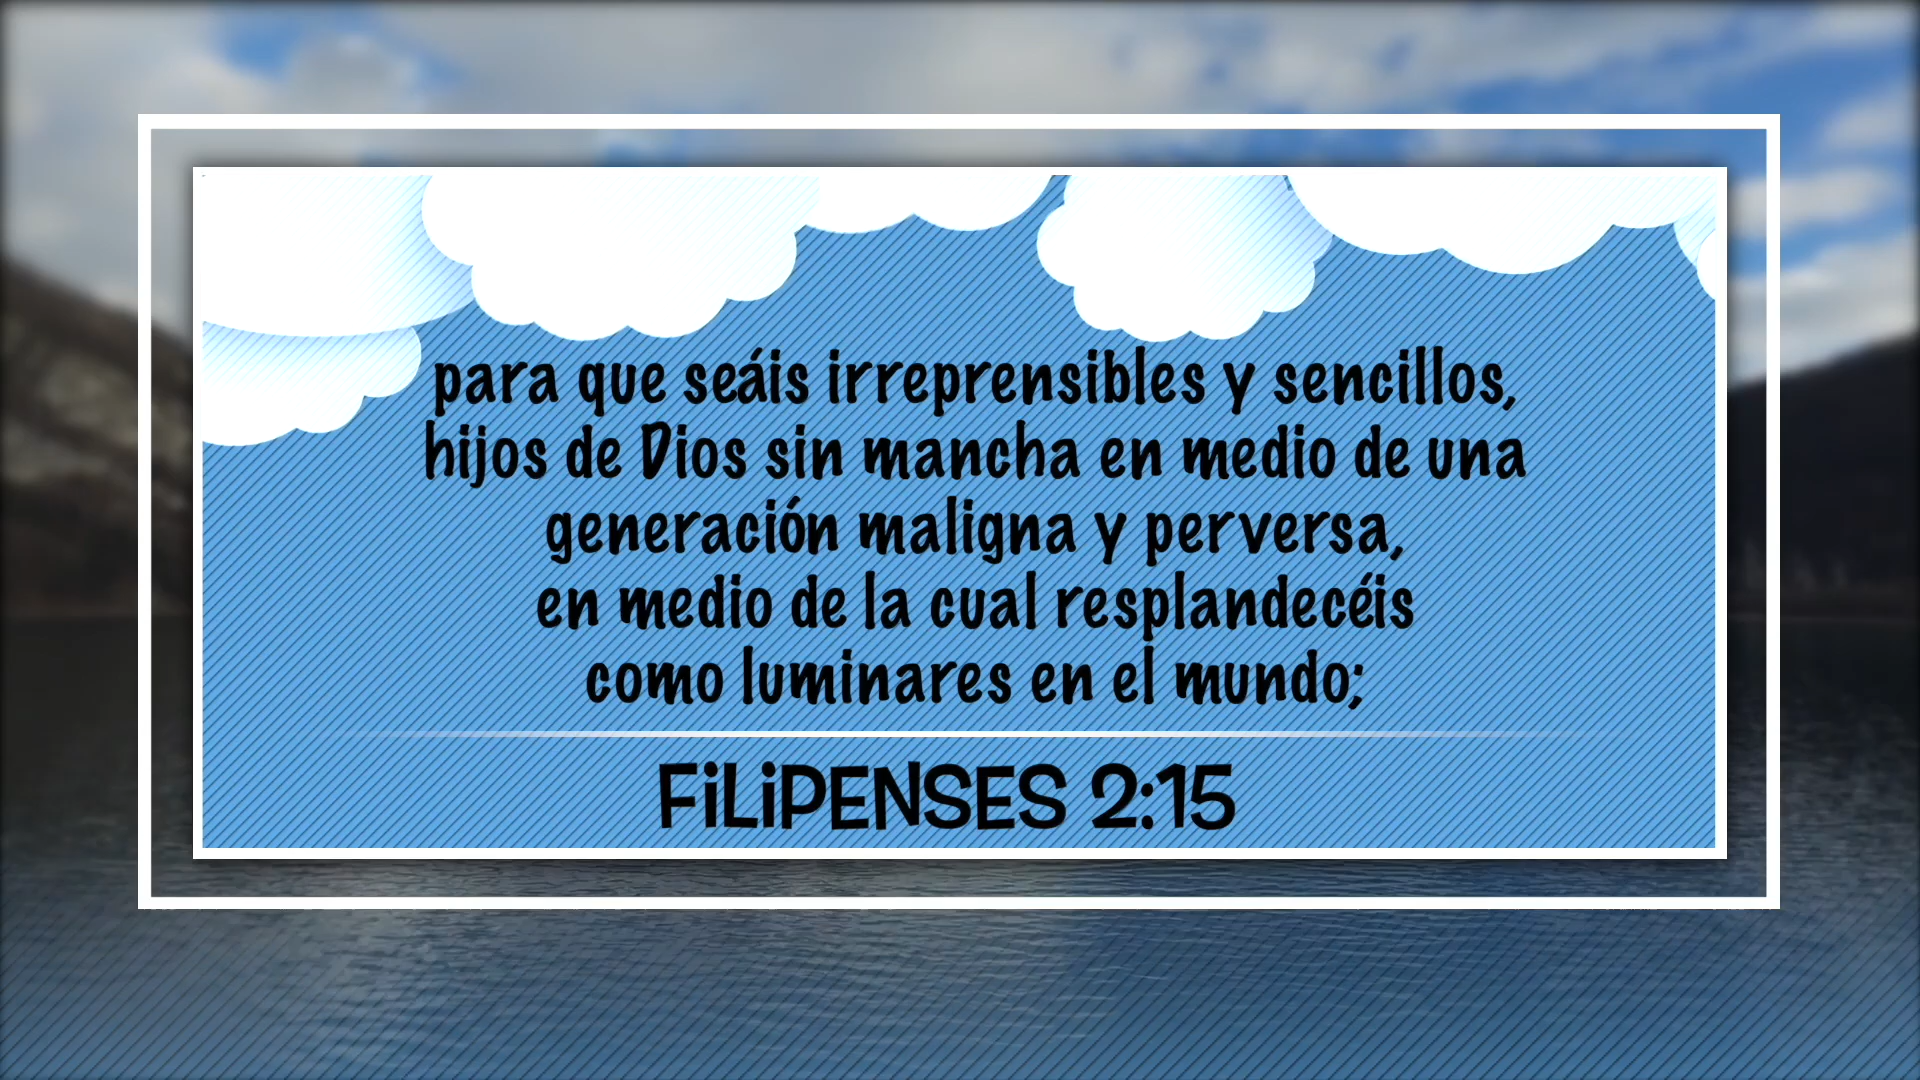 para que seáis irreprensibles y sencillos,
hijos de Dios sin mancha en medio de una
generación maligna y perversa,
en medio de la cual resplandecéis
como luminares en el mundo;
FiLiPENSES 2:15